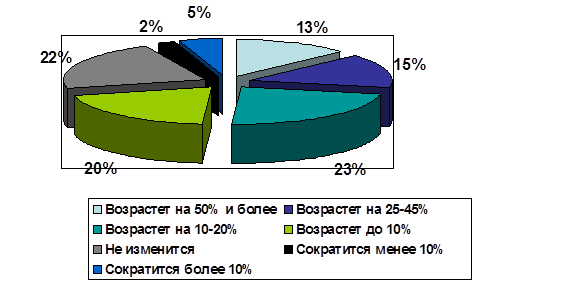 5%
2%
13%
22%
15%
20%
23%
Возрастет на 50% и более
Возрастет на 25-45%
Возрастет на 10-20%
Возрастет до 10%
Не изменится
Сократится менее 10%
Сократится более 10%